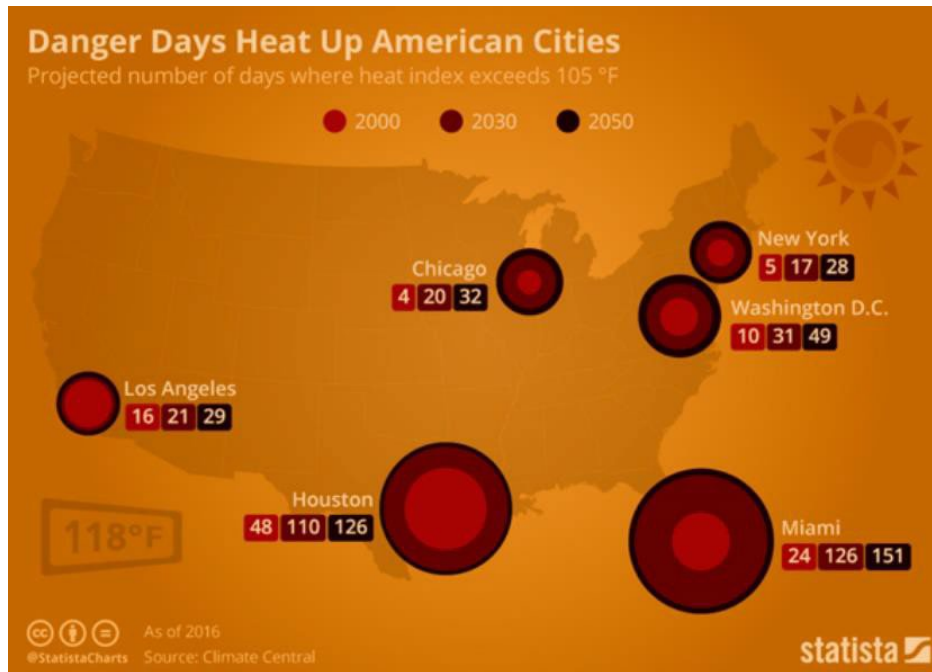 Danger Days Heat Up American Cities
Projected number of days where heat index exceeds 105 °F
2000 2030 2050
New York
5 17 28
Chicago
4 20 32
Washington D.C.
10 31 49
Los Angeles
16 21 29
Houston
48 110 126
Miami
24 126 151
118°F
cc
@StatistaCharts
As of 2016
Source: Climate Central
statista